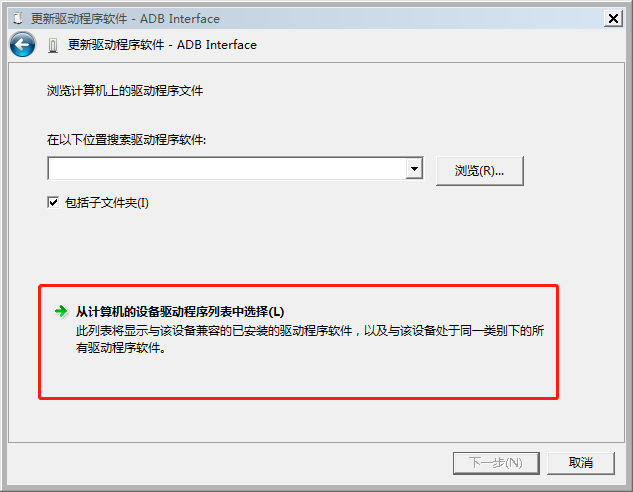 更新驱动程序软件 - ADB Interface
更新驱动程序软件 - ADB Interface
浏览计算机上的驱动程序文件
在以下位置搜索驱动程序软件:
浏览(R)...
包括子文件夹(I)
从计算机的设备驱动程序列表中选择(L)
此列表将显示与该设备兼容的已安装的驱动程序软件，以及与该设备处于同一类别下的所
有驱动程序软件。
下一步(N)
取消